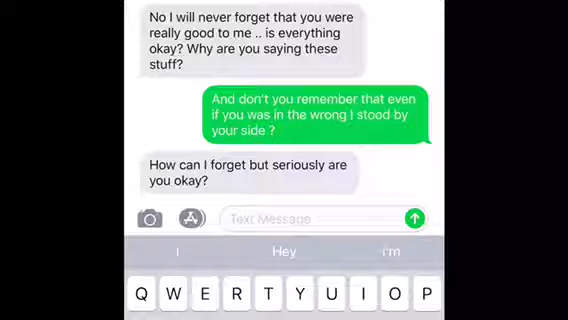 No I will never forget that you were
really good to me .. is everything
okay? Why are you saying these
stuff?
And don't you remember that even
if you was in the wrong I stood by
your side ?
How can I forget but seriously are
you okay?
Text Message
I Hey I'm
Q W E R T Y U I O P